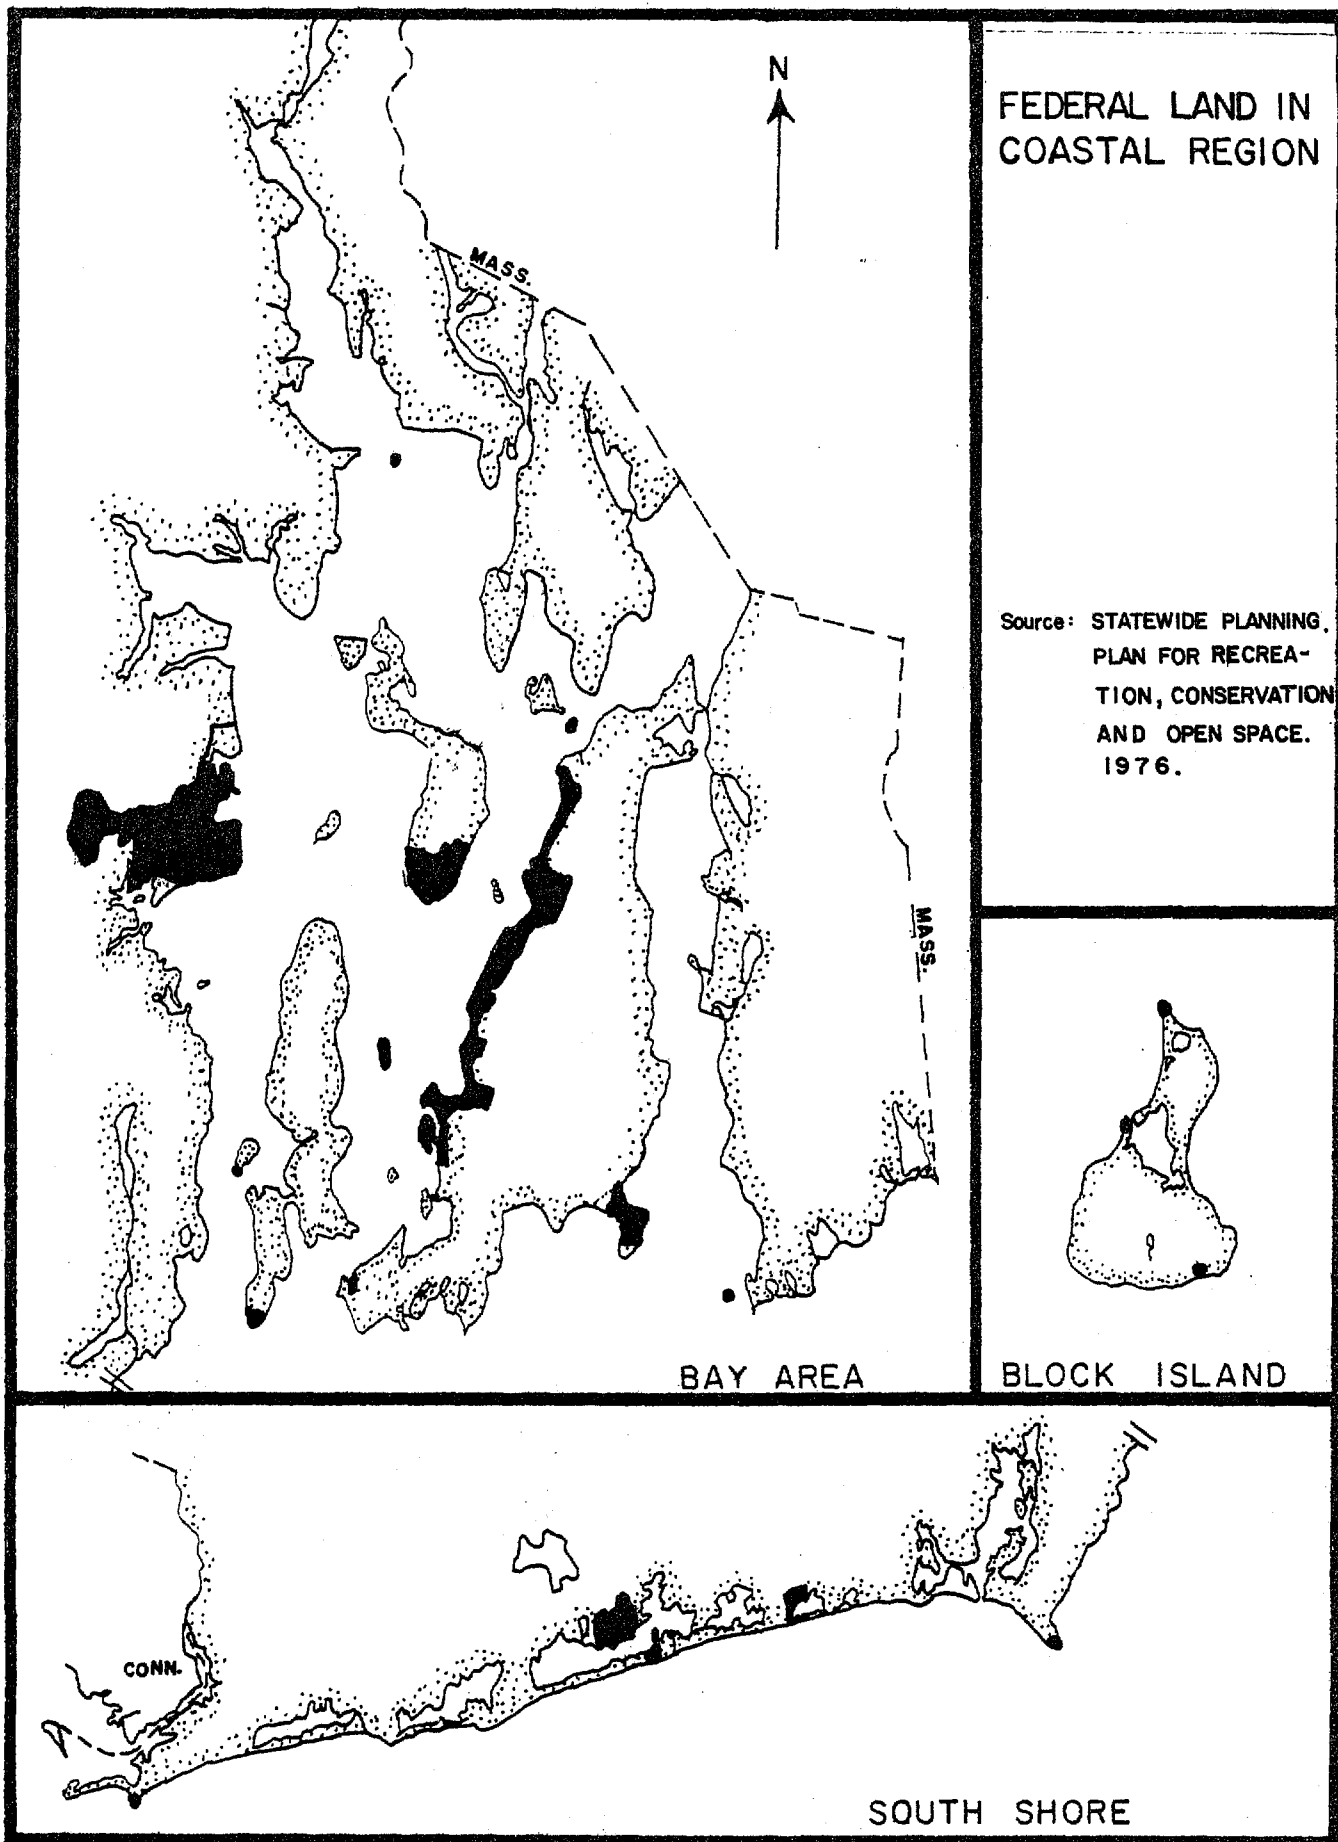 N
FEDERAL LAND IN
COASTAL REGION
MASS.
Source: STATEWIDE PLANNING.
PLAN FOR RECREA-
TION, CONSERVATION
AND OPEN SPACE.
1976.
MASS.
BAY AREA
BLOCK ISLAND
CONN.
SOUTH SHORE